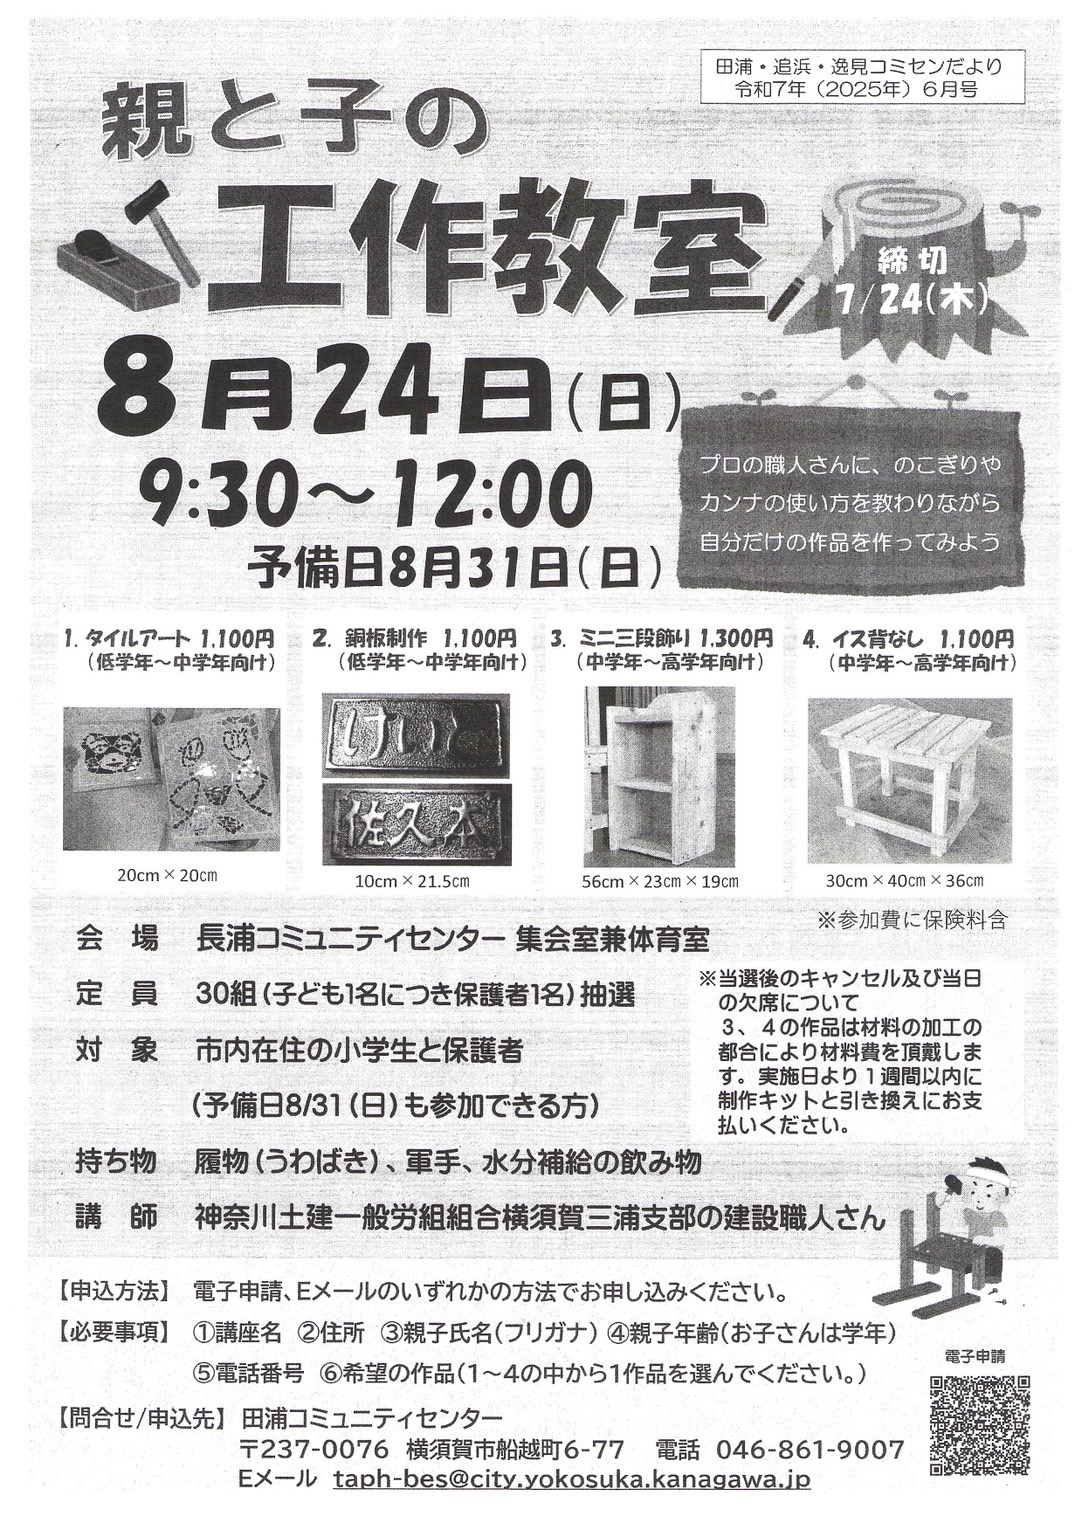 田浦・追浜・逸見コミセンだより
令和7年（2025年）6月号
親と子の
工作教室
締切
7/24(木)
8月24日(日)
9:30～12:00
予備日8月31日(日)
プロの職人さんに、のこぎりや
カンナの使い方を教わりながら
自分だけの作品を作ってみよう
1. タイルアート 1,100円
（低学年～中学年向け）
20cm×20cm
2. 銅板制作 1,100円
（低学年～中学年向け）
けいと
佐久本
10cm×21.5cm
3. ミニ三段飾り 1,300円
（中学年～高学年向け）
56cm×23cm×19cm
4. イス背なし 1,100円
（中学年～高学年向け）
30cm×40cm×36cm
※参加費に保険料含
会　場　長浦コミュニティセンター 集会室兼体育室
定　員　30組（子ども1名につき保護者1名）抽選
対　象　市内在住の小学生と保護者
（予備日8/31（日）も参加できる方）
持ち物　履物（うわばき）、軍手、水分補給の飲み物
講　師　神奈川土建一般労組組合横須賀三浦支部の建設職人さん
※当選後のキャンセル及び当日
の欠席について
３、４の作品は材料の加工の
都合により材料費を頂戴しま
す。実施日より１週間以内に
制作キットと引き換えにお支
払いください。
【申込方法】 電子申請、Eメールのいずれかの方法でお申し込みください。
【必要事項】 ①講座名 ②住所 ③親子氏名（フリガナ） ④親子年齢（お子さんは学年）
⑤電話番号 ⑥希望の作品（1～4の中から1作品を選んでください。）
【問合せ/申込先】 田浦コミュニティセンター
〒237-0076 横須賀市船越町6-77 電話 046-861-9007
Eメール taph-bes@city.yokosuka.kanagawa.jp
電子申請